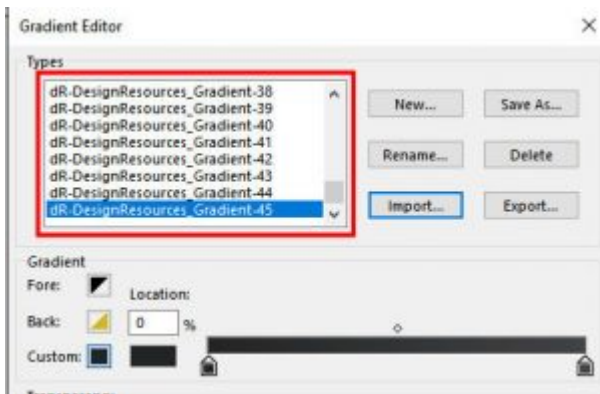 Gradient Editor
Types
dR-DesignResources_Gradient-38
dR-DesignResources_Gradient-39
dR-DesignResources_Gradient-40
dR-DesignResources_Gradient-41
dR-DesignResources_Gradient-42
dR-DesignResources_Gradient-43
dR-DesignResources_Gradient-44
dR-DesignResources_Gradient-45
New... Save As...
Rename... Delete
Import... Export...
Gradient
Fore: Location:
Back: 0 %
Custom: